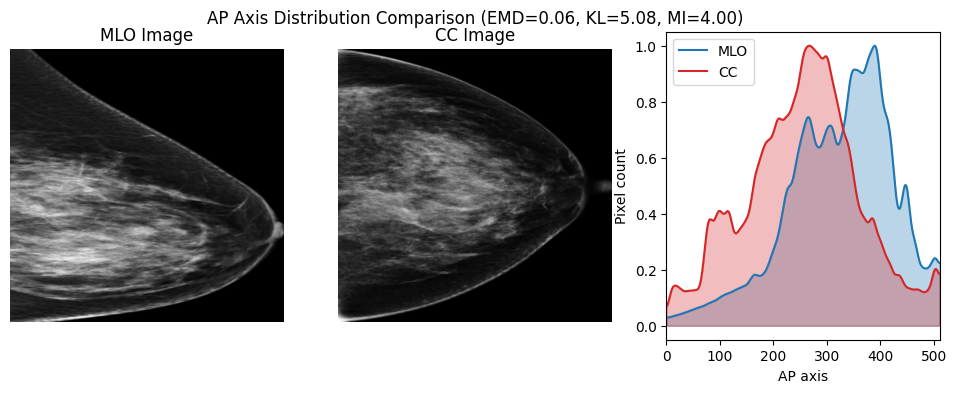 AP Axis Distribution Comparison (EMD=0.06, KL=5.08, MI=4.00)
MLO Image
CC Image
MLO
CC
Pixel count
1.0
0.8
0.6
0.4
0.2
0.0
0 100 200 300 400 500
AP axis